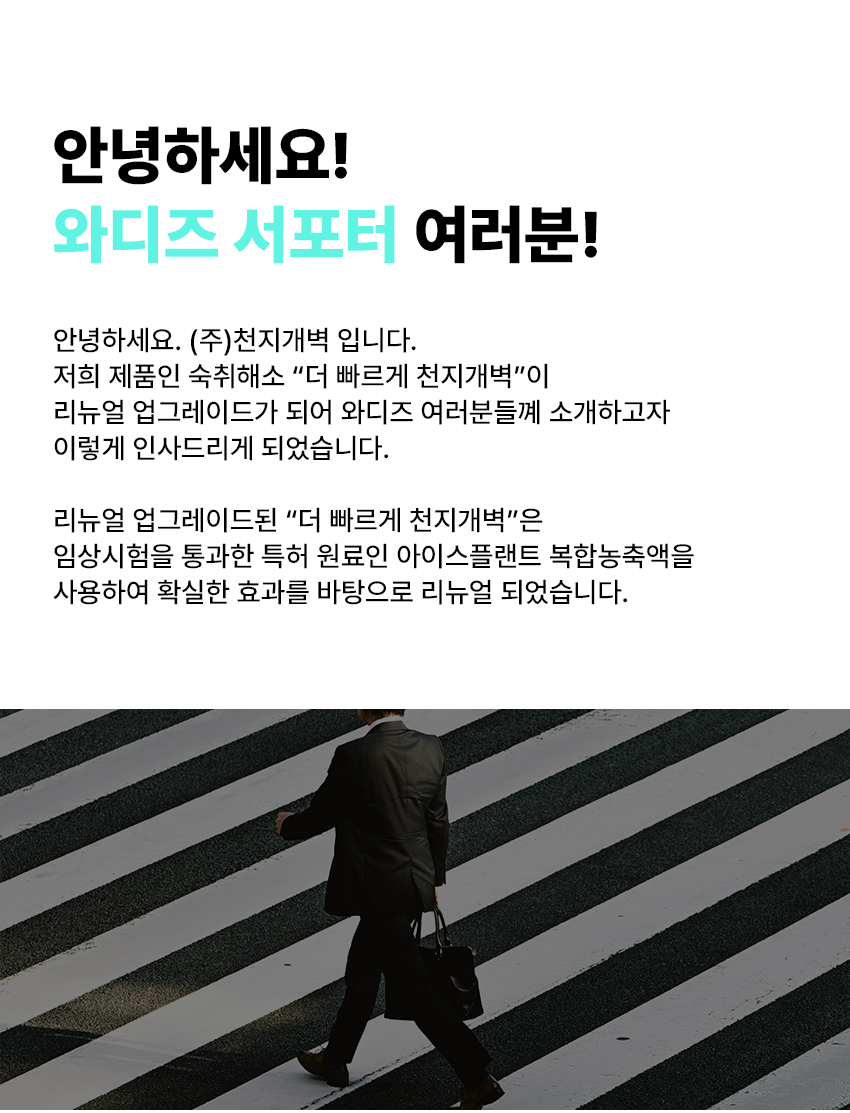 안녕하세요!
와디즈 서포터 여러분!
안녕하세요. (주)천지개벽 입니다.
저희 제품인 숙취해소 “더 빠르게 천지개벽”이
리뉴얼 업그레이드가 되어 와디즈 여러분들꼐 소개하고자
이렇게 인사드리게 되었습니다.
리뉴얼 업그레이드된 “더 빠르게 천지개벽”은
임상시험을 통과한 특허 원료인 아이스플랜트 복합농축액을
사용하여 확실한 효과를 바탕으로 리뉴얼 되었습니다.